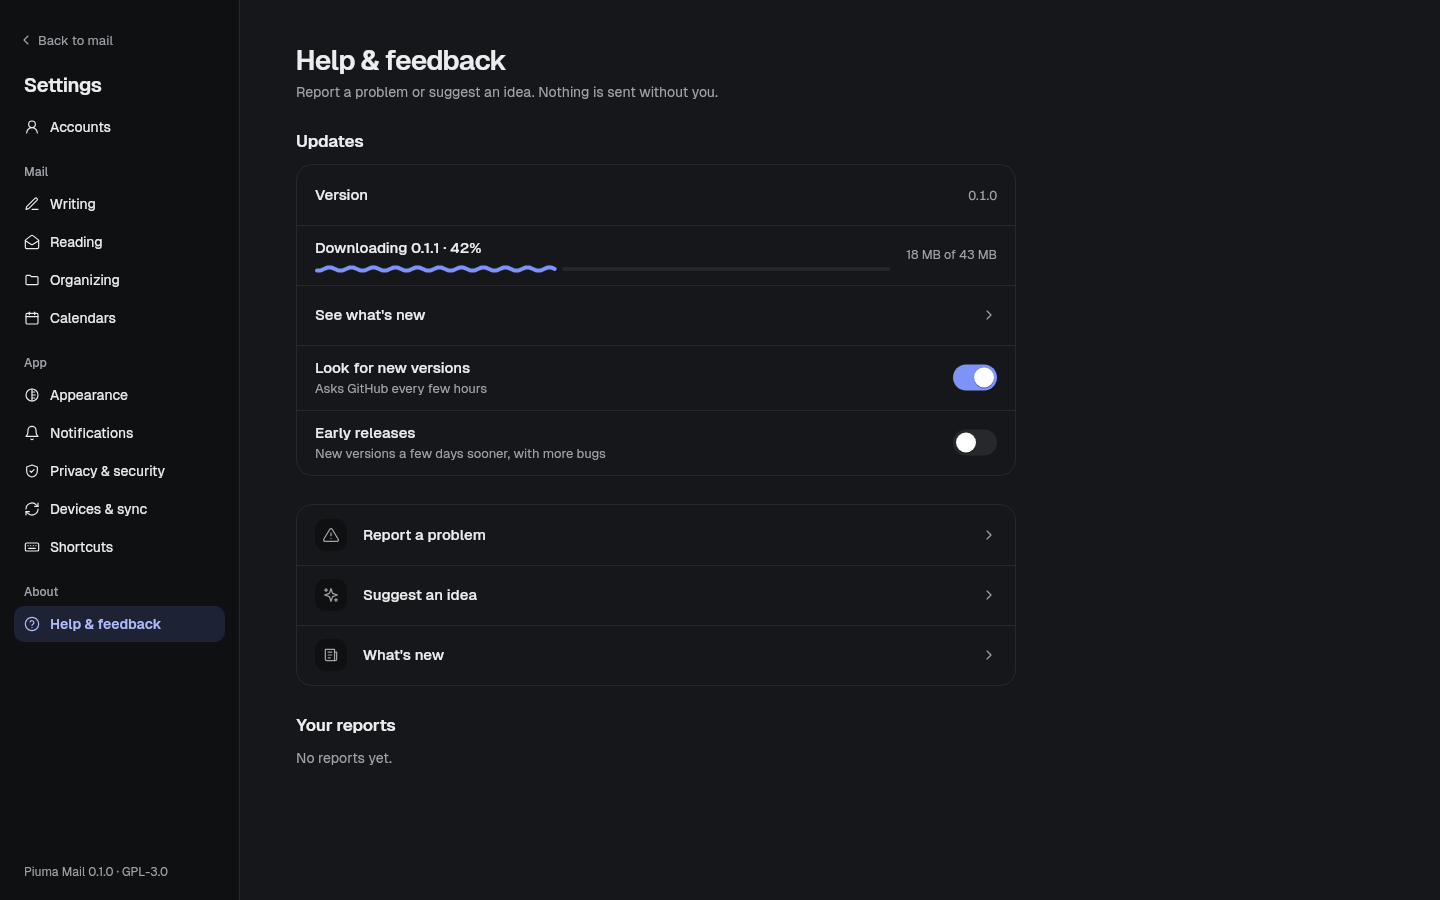 Back to mail
Settings
Accounts
Mail
Writing
Reading
Organizing
Calendars
App
Appearance
Notifications
Privacy & security
Devices & sync
Shortcuts
About
Help & feedback
Piuma Mail 0.1.0 · GPL-3.0
Help & feedback
Report a problem or suggest an idea. Nothing is sent without you.
Updates
Version
0.1.0
Downloading 0.1.1 · 42%
18 MB of 43 MB
See what's new
Look for new versions
Asks GitHub every few hours
Early releases
New versions a few days sooner, with more bugs
Report a problem
Suggest an idea
What's new
Your reports
No reports yet.